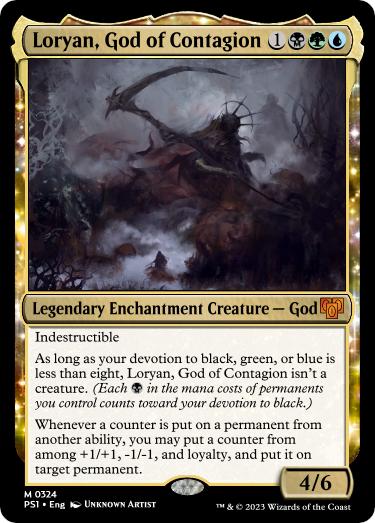 Loryan, God of Contagion 1
Legendary Enchantment Creature — God
Indestructible
As long as your devotion to black, green, or blue is
less than eight, Loryan, God of Contagion isn't a
creature. (Each in the mana costs of permanents
you control counts toward your devotion to black.)
Whenever a counter is put on a permanent from
another ability, you may put a counter from
among +1/+1, -1/-1, and loyalty, and put it on
target permanent.
4/6
M 0324
PS1 • Eng Unknown Artist
™ & © 2023 Wizards of the Coast